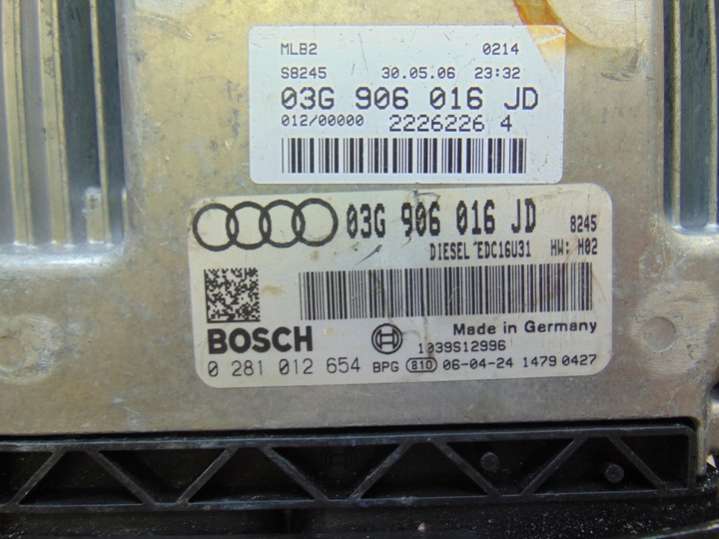 MLB2 0214
S8245 30.05.06 23:32
03G 906 016 JD
012/00000 2226226 4
03G 906 016 JD 8245
DIESEL EDC16U31 HW: H02
BOSCH Made in Germany
1039S12996
0 281 012 654 BPG 810 06-04-24 1479 0427